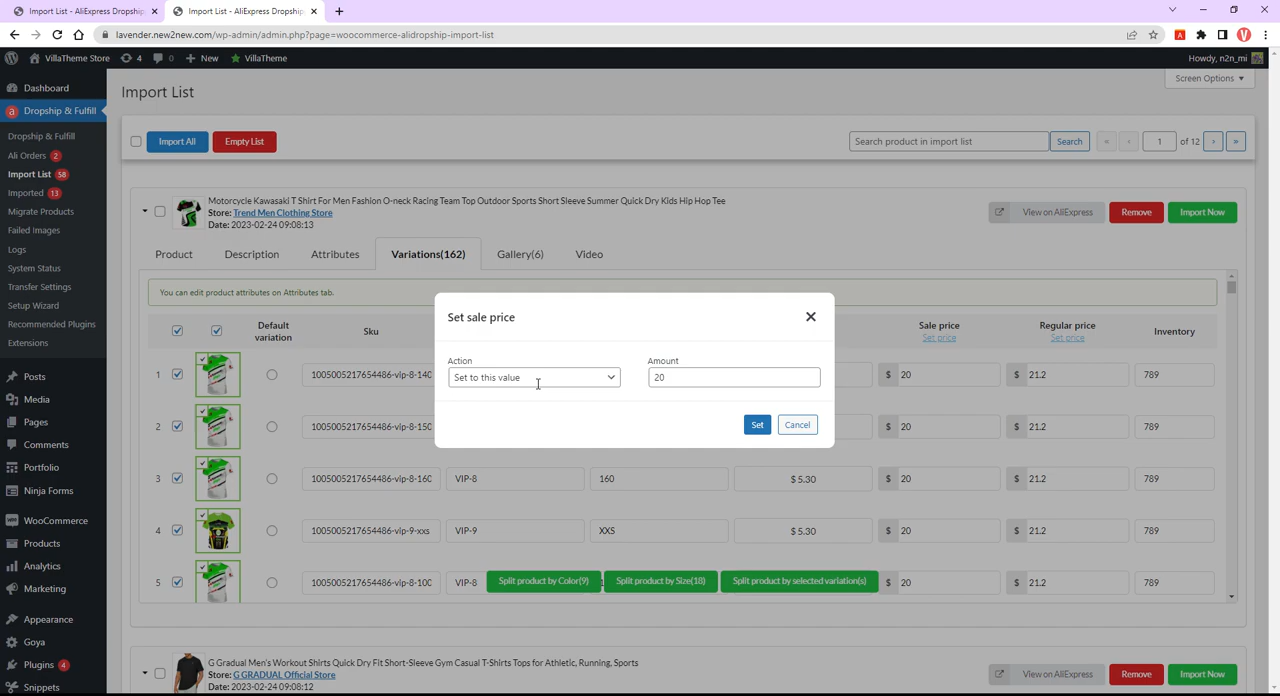 Import List - AliExpress Dropship
Import List - AliExpress Dropship
lavender.new2new.com/wp-admin/admin.php?page=woocommerce-alidropship-import-list
VillaTheme Store 4 0 New VillaTheme
Howdy, n2n_mi
Screen Options
Dashboard
Dropship & Fulfill
Dropship & Fulfill
Ali Orders 2
Import List 58
Imported 13
Migrate Products
Failed Images
Logs
System Status
Transfer Settings
Setup Wizard
Recommended Plugins
Extensions
Posts
Media
Pages
Comments
Portfolio
Ninja Forms
WooCommerce
Products
Analytics
Marketing
Appearance
Goya
Plugins 4
Snippets
Import List
Import All Empty List
Search product in import list Search « ‹ 1 of 12 › »
Motorcycle Kawasaki T Shirt For Men Fashion O-neck Racing Team Top Outdoor Sports Short Sleeve Summer Quick Dry Kids Hip Hop Tee
Store: Trend Men Clothing Store
Date: 2023-02-24 09:08:13
View on AliExpress Remove Import Now
Product Description Attributes Variations(162) Gallery(6) Video
You can edit product attributes on Attributes tab.
Default variation Sku Sale price Set price Regular price Set price Inventory
1 1005005217654486-vip-8-140 $ 20 $ 21.2 789
2 1005005217654486-vip-8-150 $ 20 $ 21.2 789
3 1005005217654486-vip-8-160 VIP-8 160 $ 5.30 $ 20 $ 21.2 789
4 1005005217654486-vip-9-xxs VIP-9 XXS $ 5.30 $ 20 $ 21.2 789
5 1005005217654486-vip-8-100 VIP-8 $ 20 $ 21.2 789
Split product by Color(9) Split product by Size(18) Split product by selected variation(s)
Set sale price
Action Amount
Set to this value 20
Set Cancel
G Gradual Men's Workout Shirts Quick Dry Fit Short-Sleeve Gym Casual T-Shirts Tops for Athletic, Running, Sports
Store: G GRADUAL Official Store
Date: 2023-02-24 09:08:12
View on AliExpress Remove Import Now